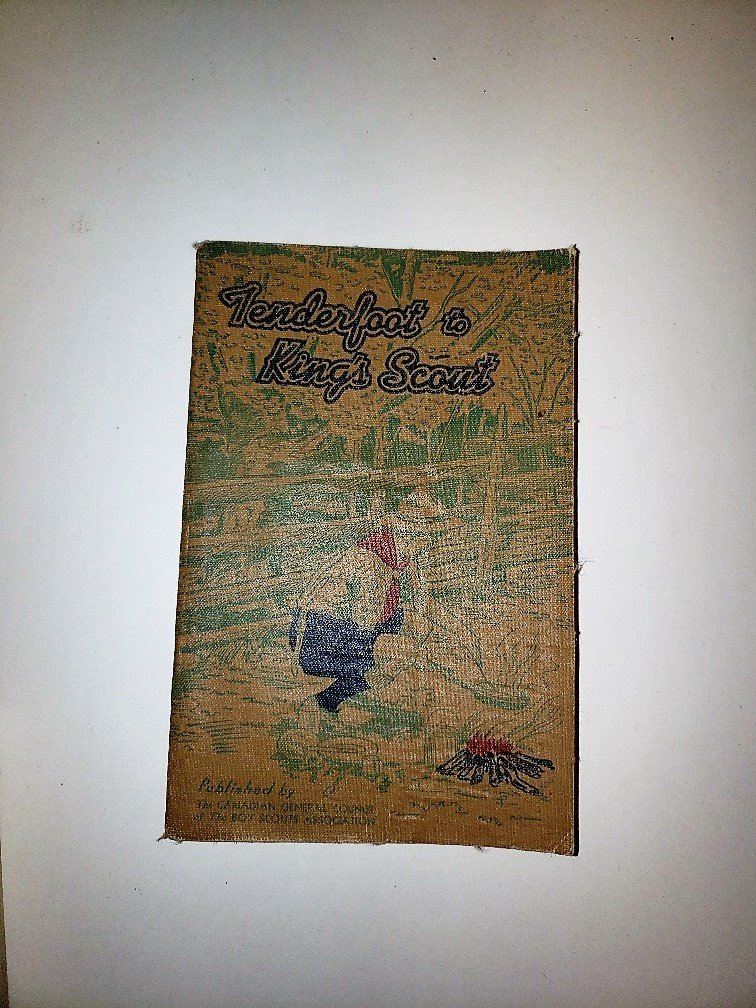 Tenderfoot to
King's Scout
Published by
The CANADIAN GENERAL COUNCIL
of The BOY SCOUTS ASSOCIATION